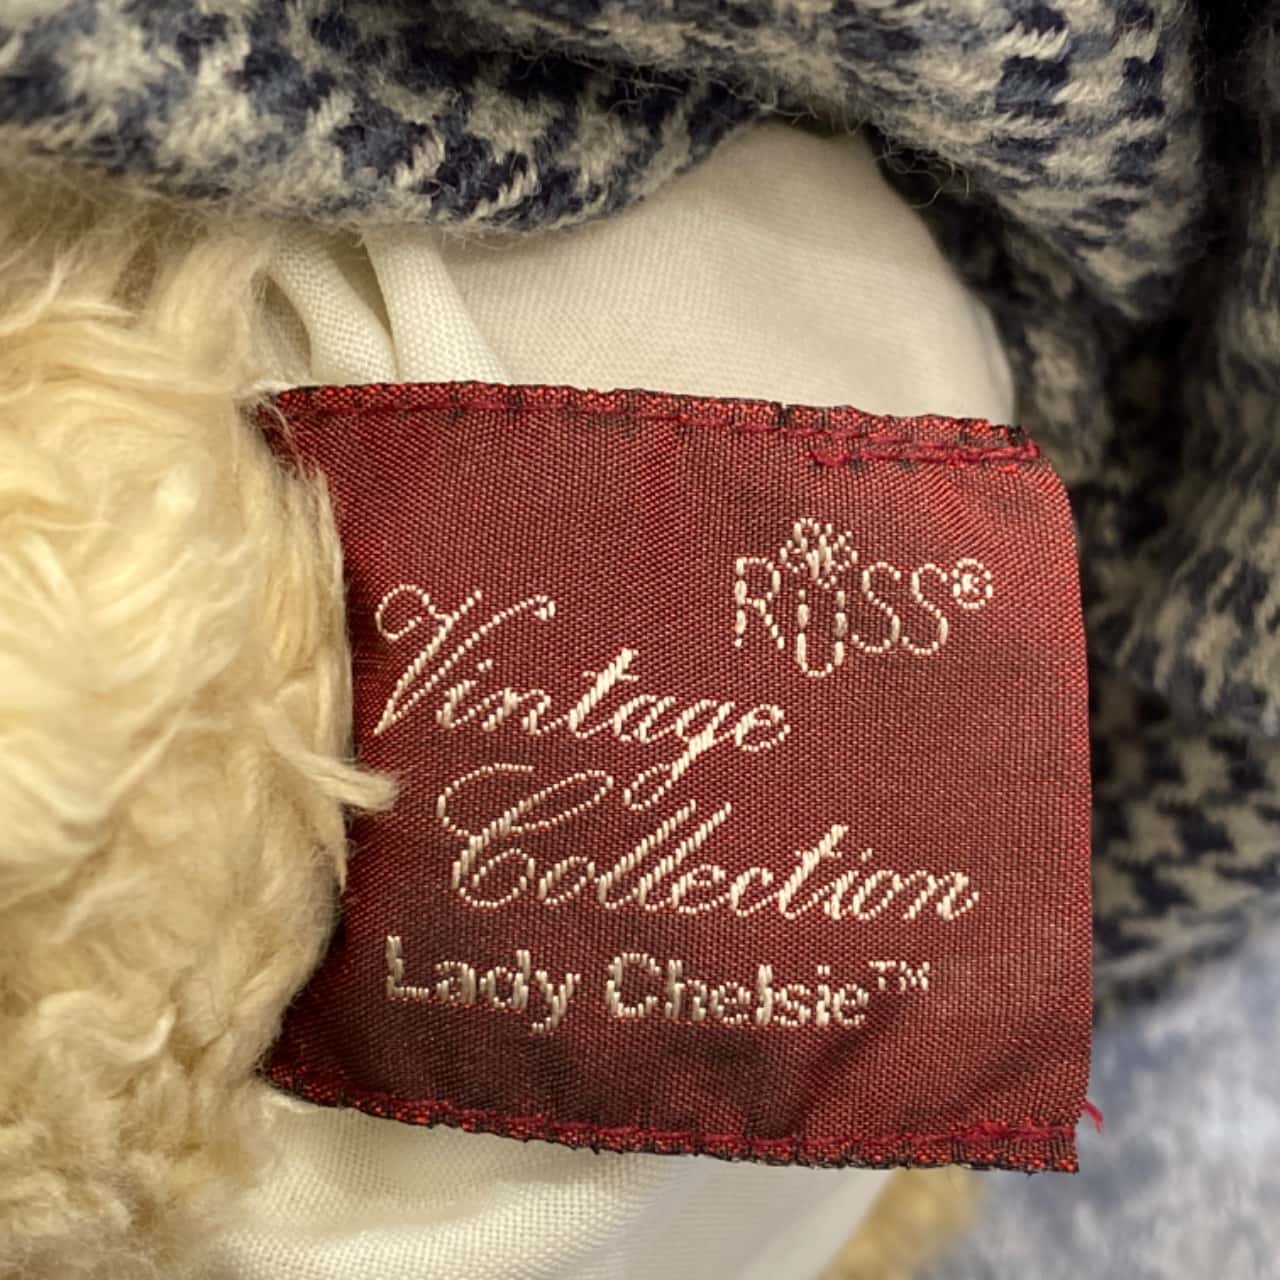 RUSS®
Vintage
Collection
Lady Chelsie™